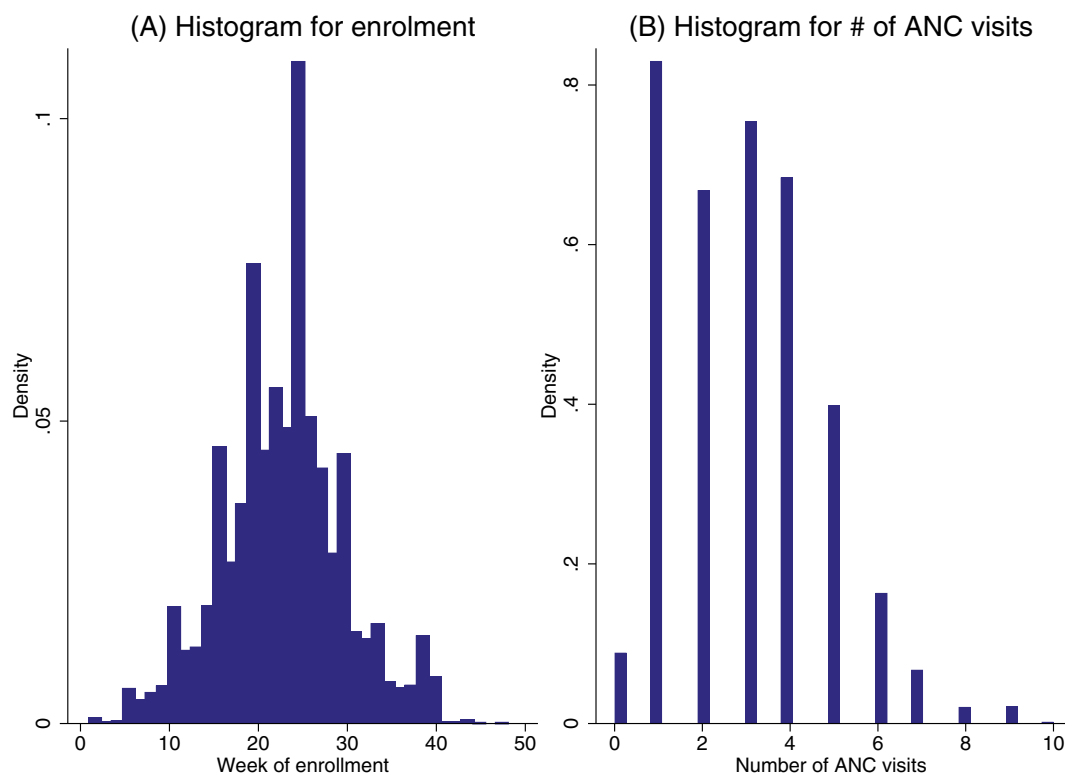 (A) Histogram for enrolment
.1
.05
0
Density
0 10 20 30 40 50
Week of enrollment
(B) Histogram for # of ANC visits
.8
.6
.4
.2
0
Density
0 2 4 6 8 10
Number of ANC visits